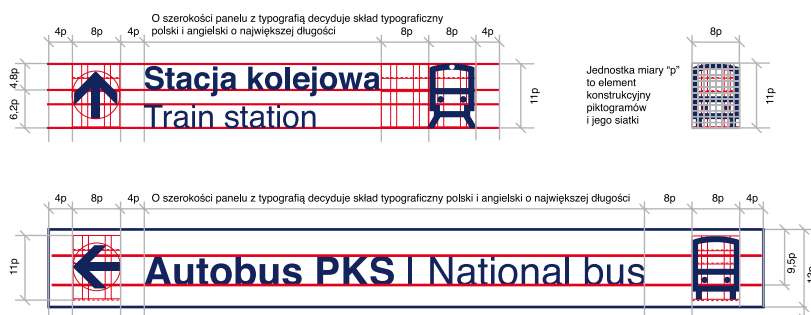 O szerokości panelu z typografią decyduje skład typograficzny
polski i angielski o największej długości
4p 8p 4p 8p 8p 4p 8p
4,8p
6,2p
Stacja kolejowa
Train station
11p
Jednostka miary "p"
to element
konstrukcyjny
piktogramów
i jego siatki
11p
4p 8p 4p O szerokości panelu z typografią decyduje skład typograficzny polski i angielski o największej długości 8p 8p 4p
11p
Autobus PKS | National bus
9,5p